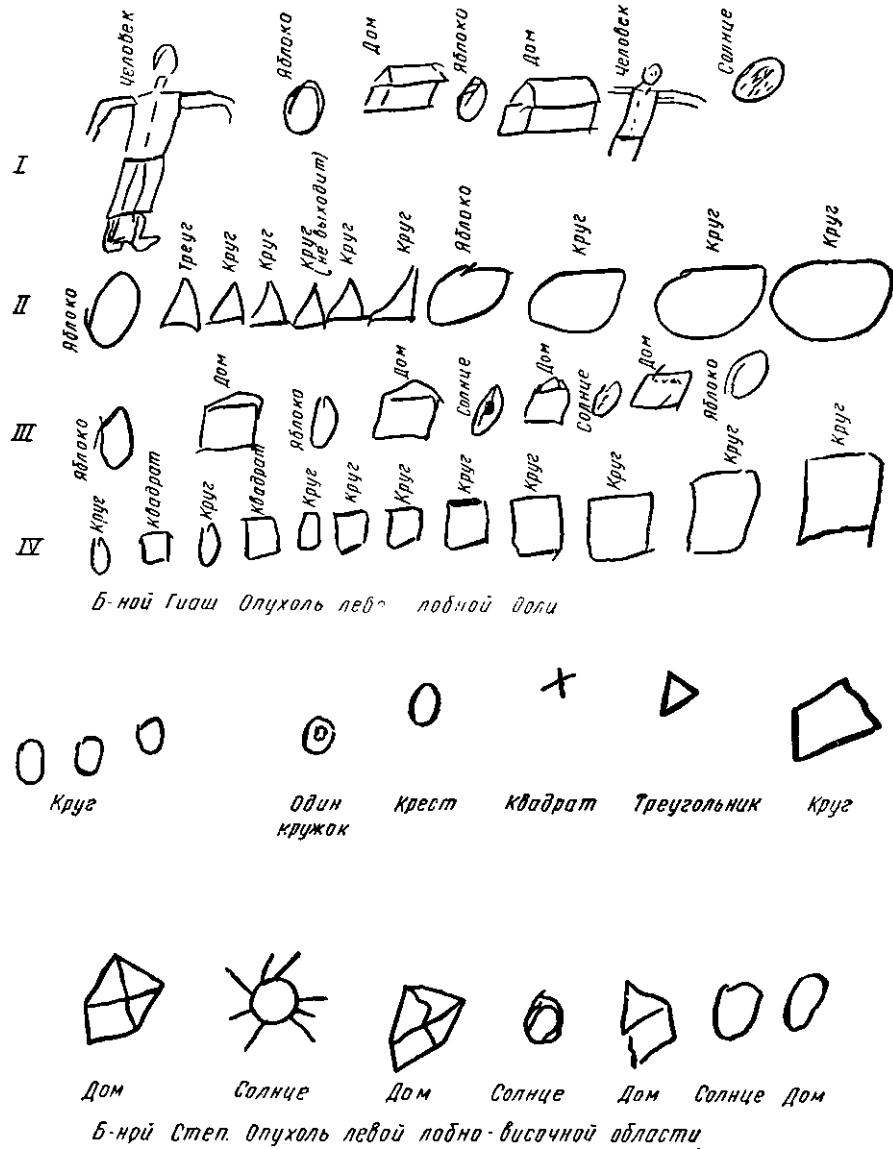 Человек Яблоко Дом Яблоко Дом Человек Солнце
I
Треуг Круг Круг Круг (не выходит) Круг Круг Яблоко Круг Круг Круг
II Яблоко
Дом Яблоко Дом Солнце Дом Солнце Дом Яблоко
III Яблоко
Круг Квадрат Круг Квадрат Круг Круг Круг Круг Круг Круг Круг Круг
IV
Б-ной Гиаш Опухоль лобной доли
Круг Один Крест Квадрат Треугольник Круг
кружок
Дом Солнце Дом Солнце Дом Солнце Дом
Б-ной Степ. Опухоль левой лобно-височной области